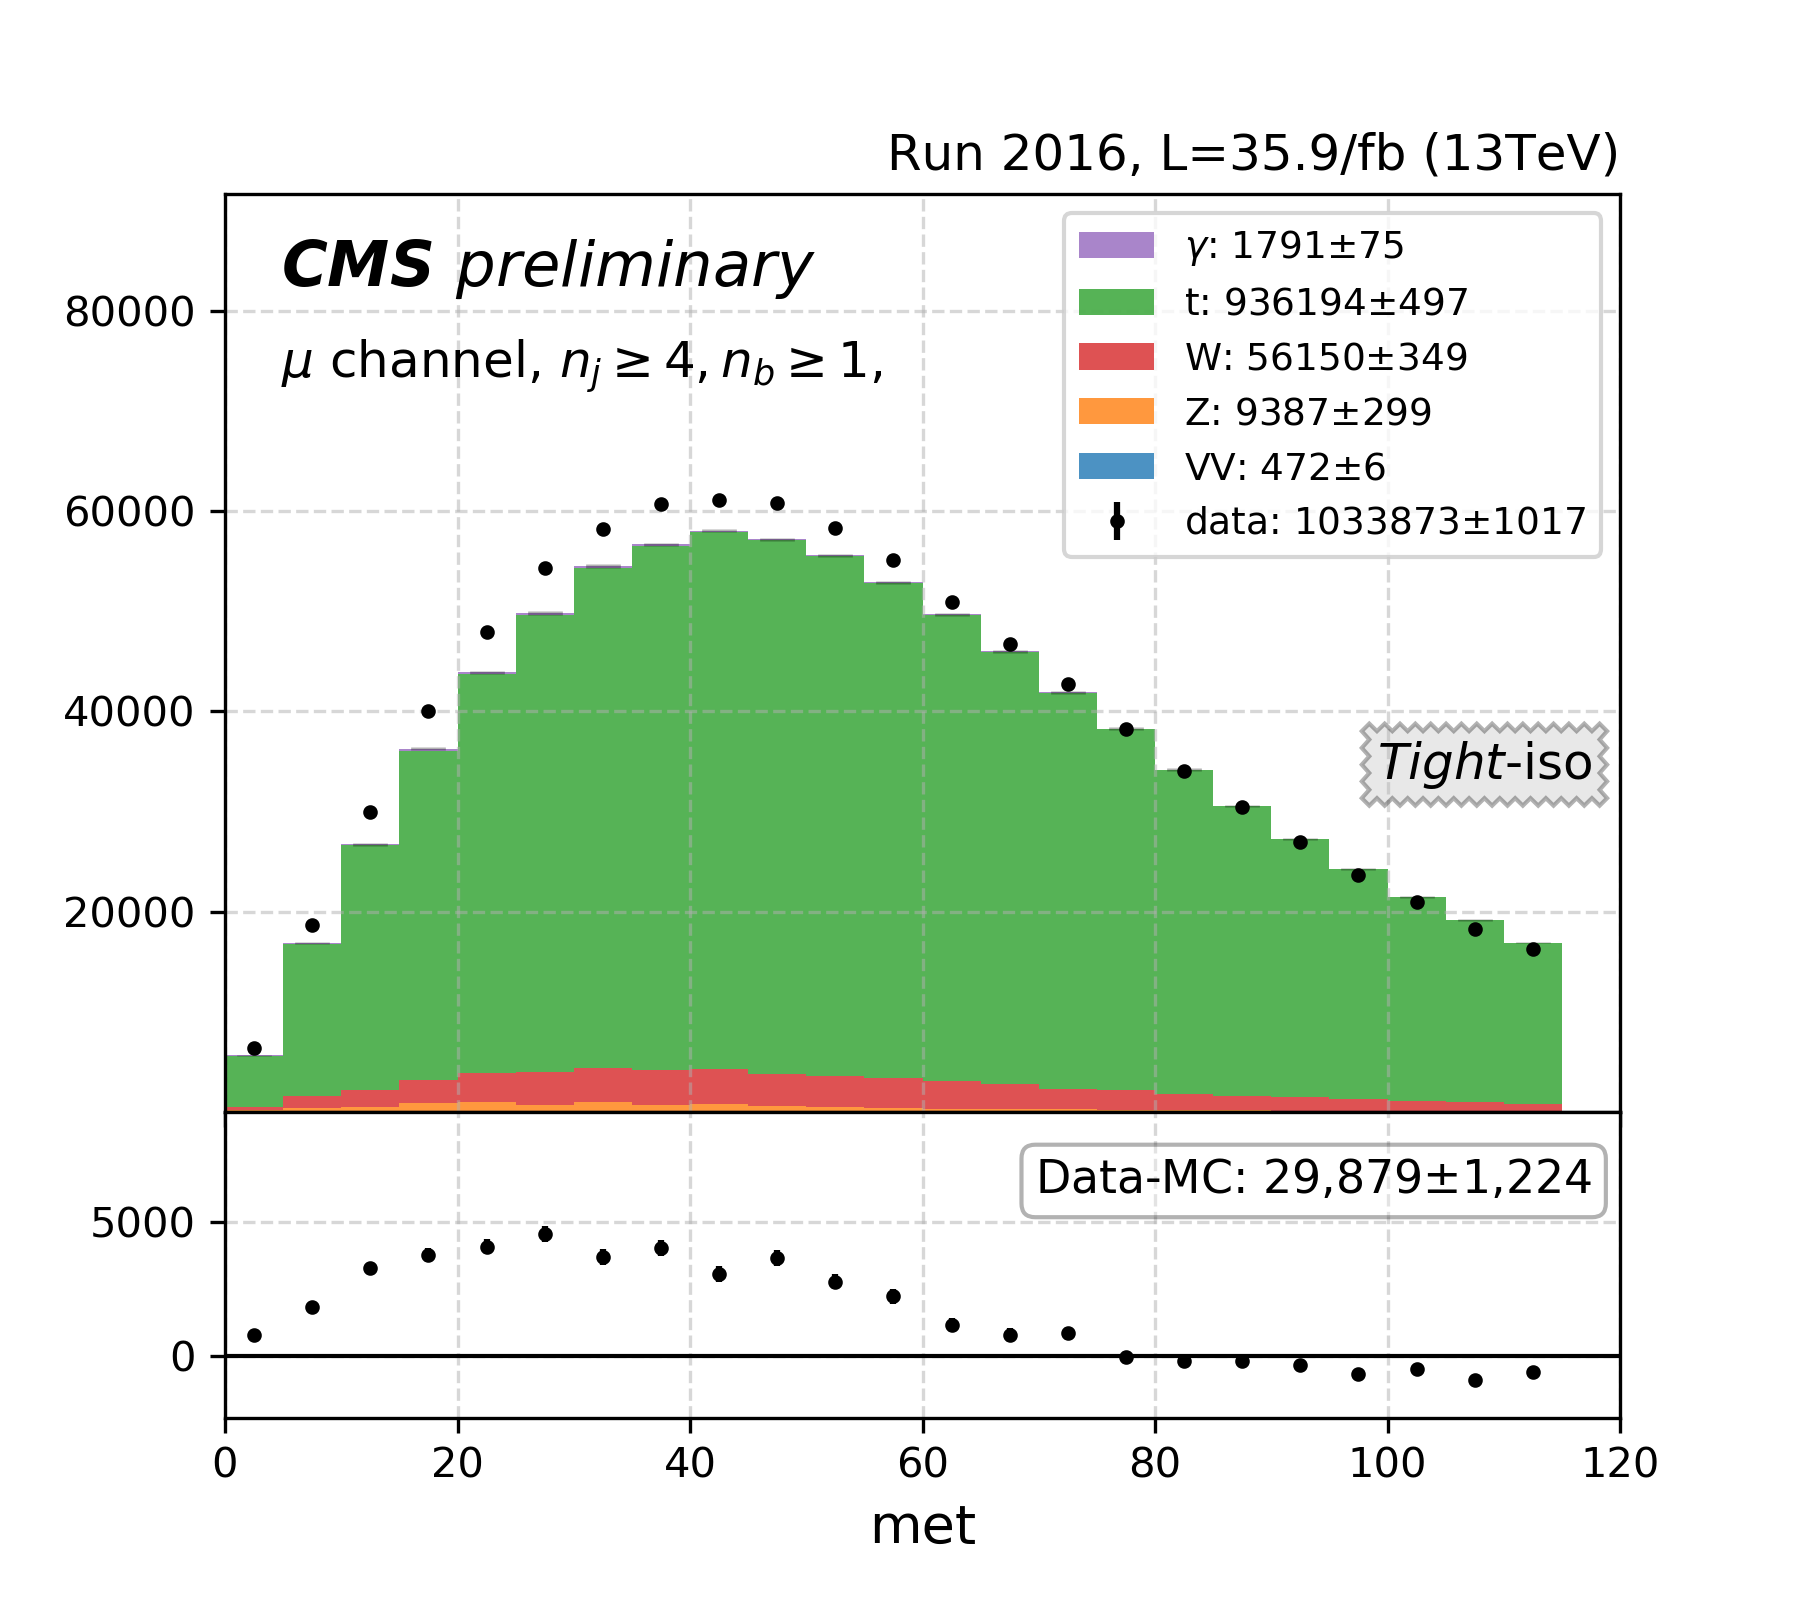 Run 2016, L=35.9/fb (13TeV)
CMS preliminary
μ channel, n_j ≥ 4, n_b ≥ 1,
γ: 1791±75
t: 936194±497
W: 56150±349
Z: 9387±299
VV: 472±6
data: 1033873±1017
80000
60000
40000
20000
Tight-iso
Data-MC: 29,879±1,224
5000
0
0 20 40 60 80 100 120
met